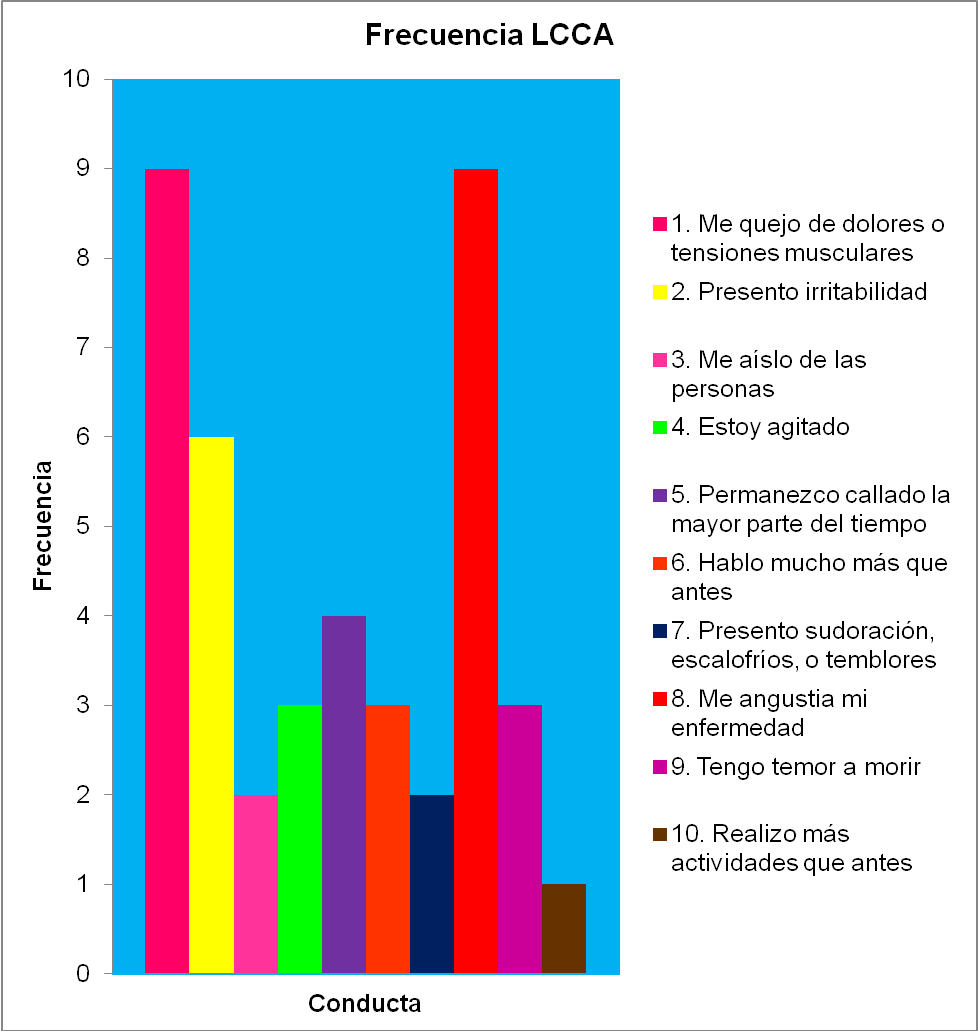 Frecuencia LCCA
10
9
8
7
6
5
4
3
2
1
0
Frecuencia
Conducta
1. Me quejo de dolores o
tensiones musculares
2. Presento irritabilidad
3. Me aíslo de las
personas
4. Estoy agitado
5. Permanezco callado la
mayor parte del tiempo
6. Hablo mucho más que
antes
7. Presento sudoración,
escalofríos, o temblores
8. Me angustia mi
enfermedad
9. Tengo temor a morir
10. Realizo más
actividades que antes